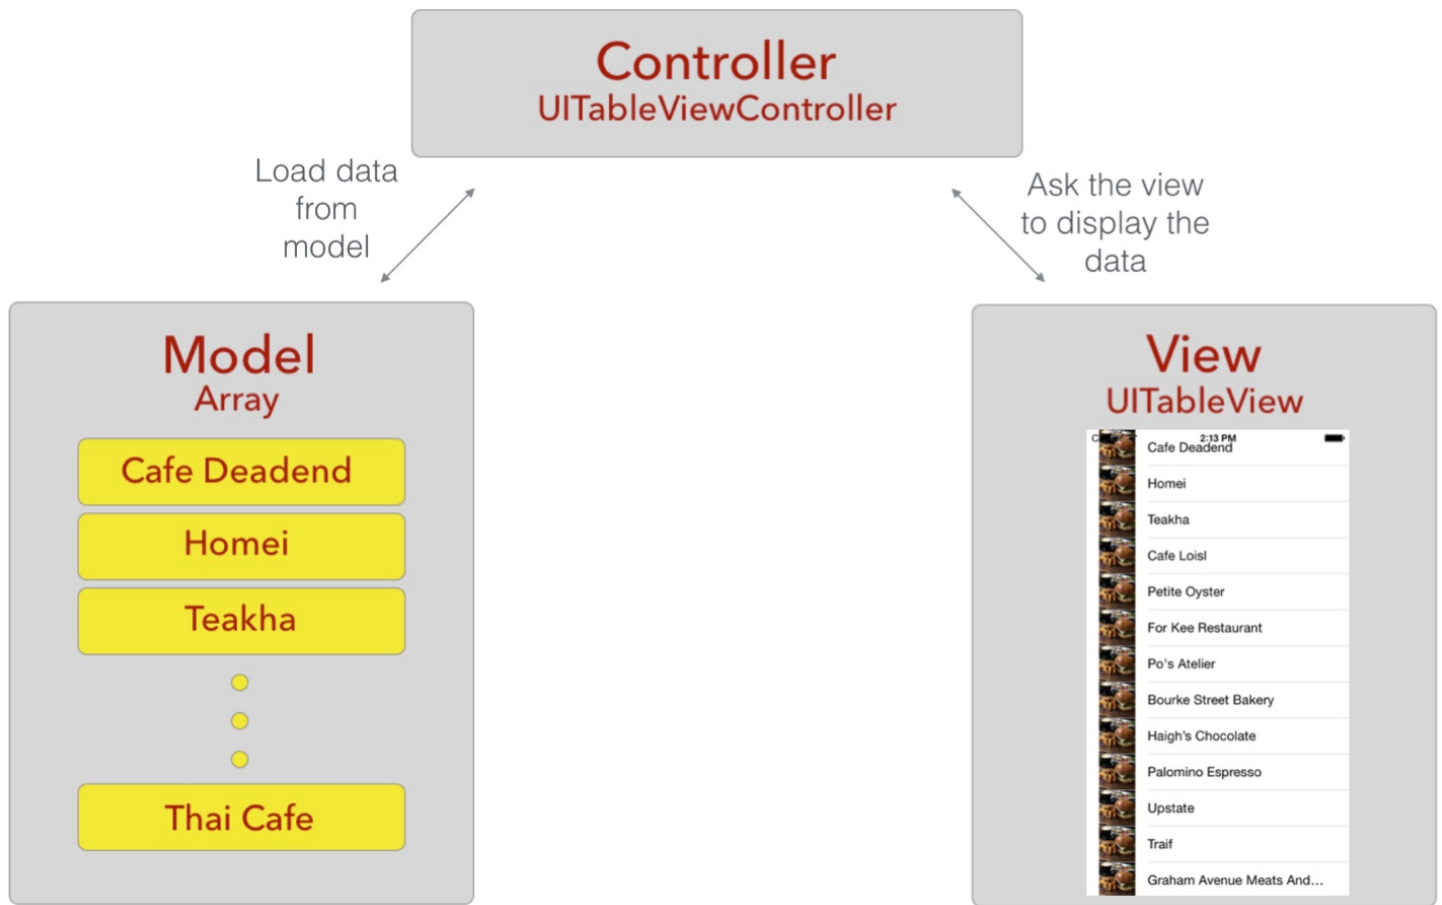 Controller
UITableViewController
Load data
from
model
Ask the view
to display the
data
Model
Array
Cafe Deadend
Homei
Teakha
Thai Cafe
View
UITableView
2:13 PM
Cafe Deadend
Homei
Teakha
Cafe Loisl
Petite Oyster
For Kee Restaurant
Po's Atelier
Bourke Street Bakery
Haigh's Chocolate
Palomino Espresso
Upstate
Traif
Graham Avenue Meats And...